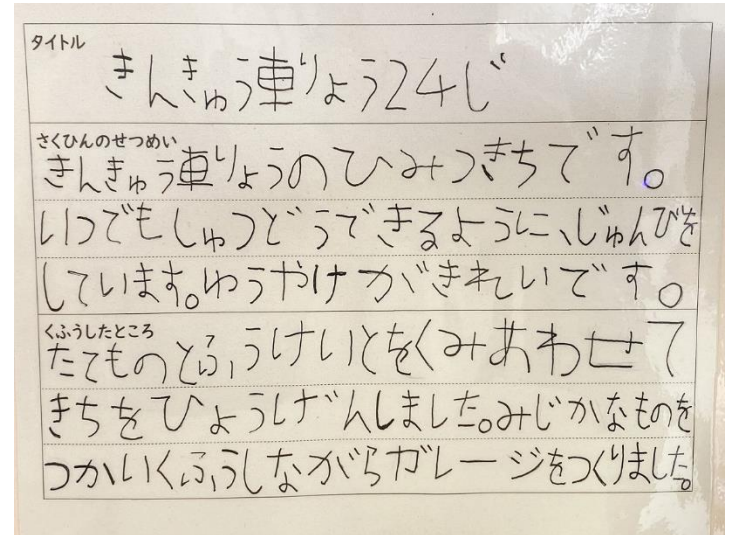 タイトル
きんきゅう車りょう24じ
さくひんのせつめい
きんきゅう車りょうのひみつきちです。
いつでもしゅつどうできるように、じゅんびを
しています。ゆうやけがきれいです。
くふうしたところ
たてものとふうけいとをくみあわせて
きちをひょうげんしました。みじかなものを
つかいくふうしながらガレージをつくりました。